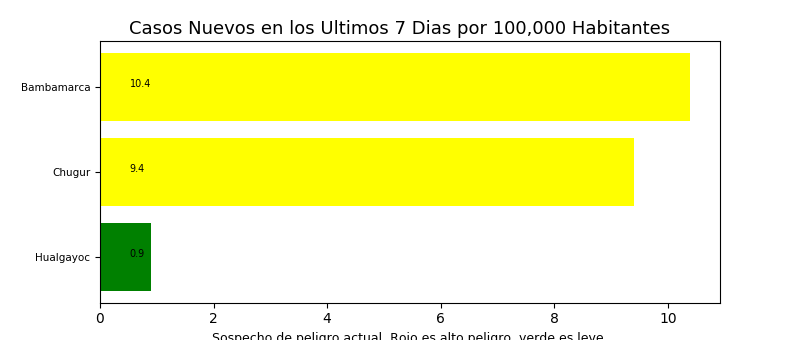 Casos Nuevos en los Ultimos 7 Dias por 100,000 Habitantes
Bambamarca
10.4
Chugur
9.4
Hualgayoc
0.9
0 2 4 6 8 10
Sospecho de peligro actual. Rojo es alto peligro, verde es leve